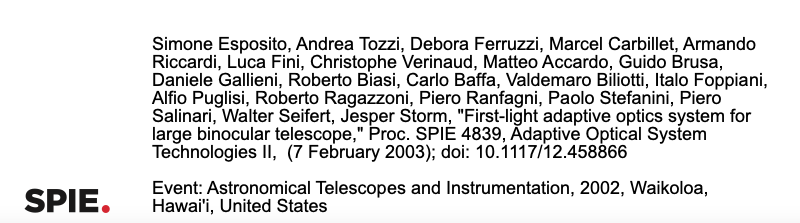 Simone Esposito, Andrea Tozzi, Debora Ferruzzi, Marcel Carbillet, Armando
Riccardi, Luca Fini, Christophe Verinaud, Matteo Accardo, Guido Brusa,
Daniele Gallieni, Roberto Biasi, Carlo Baffa, Valdemaro Biliotti, Italo Foppiani,
Alfio Puglisi, Roberto Ragazzoni, Piero Ranfagni, Paolo Stefanini, Piero
Salinari, Walter Seifert, Jesper Storm, "First-light adaptive optics system for
large binocular telescope," Proc. SPIE 4839, Adaptive Optical System
Technologies II,  (7 February 2003); doi: 10.1117/12.458866
Event: Astronomical Telescopes and Instrumentation, 2002, Waikoloa,
Hawai'i, United States
SPIE.